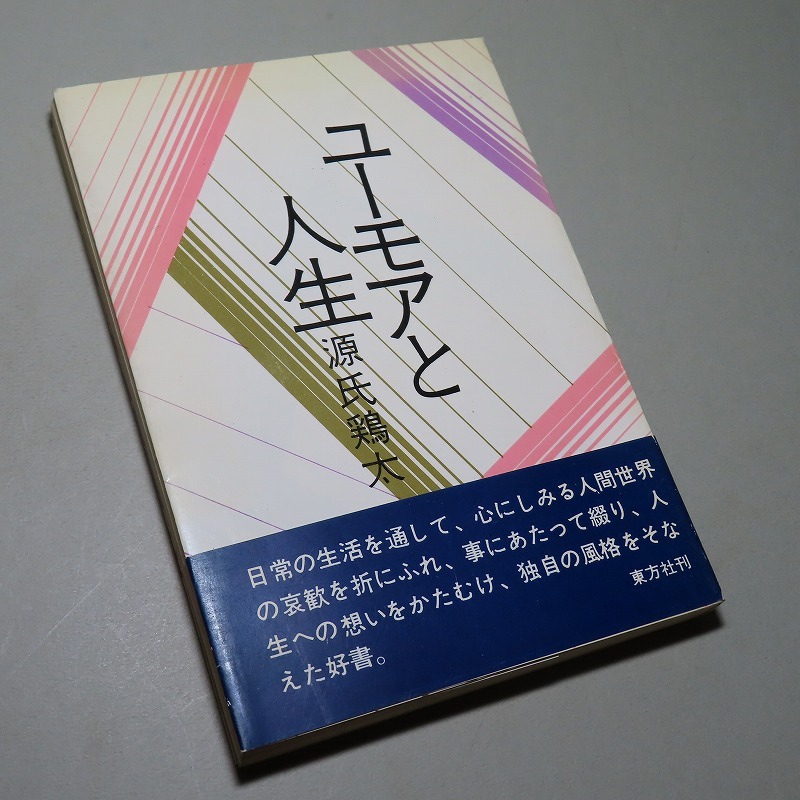 ユーモアと
人生
源氏鶏太
日常の生活を通して、心にしみる人間世界
の哀歓を折にふれ、事にあたって綴り、人
生への想いをかたむけ、独自の風格をそな
えた好書。
東方社刊